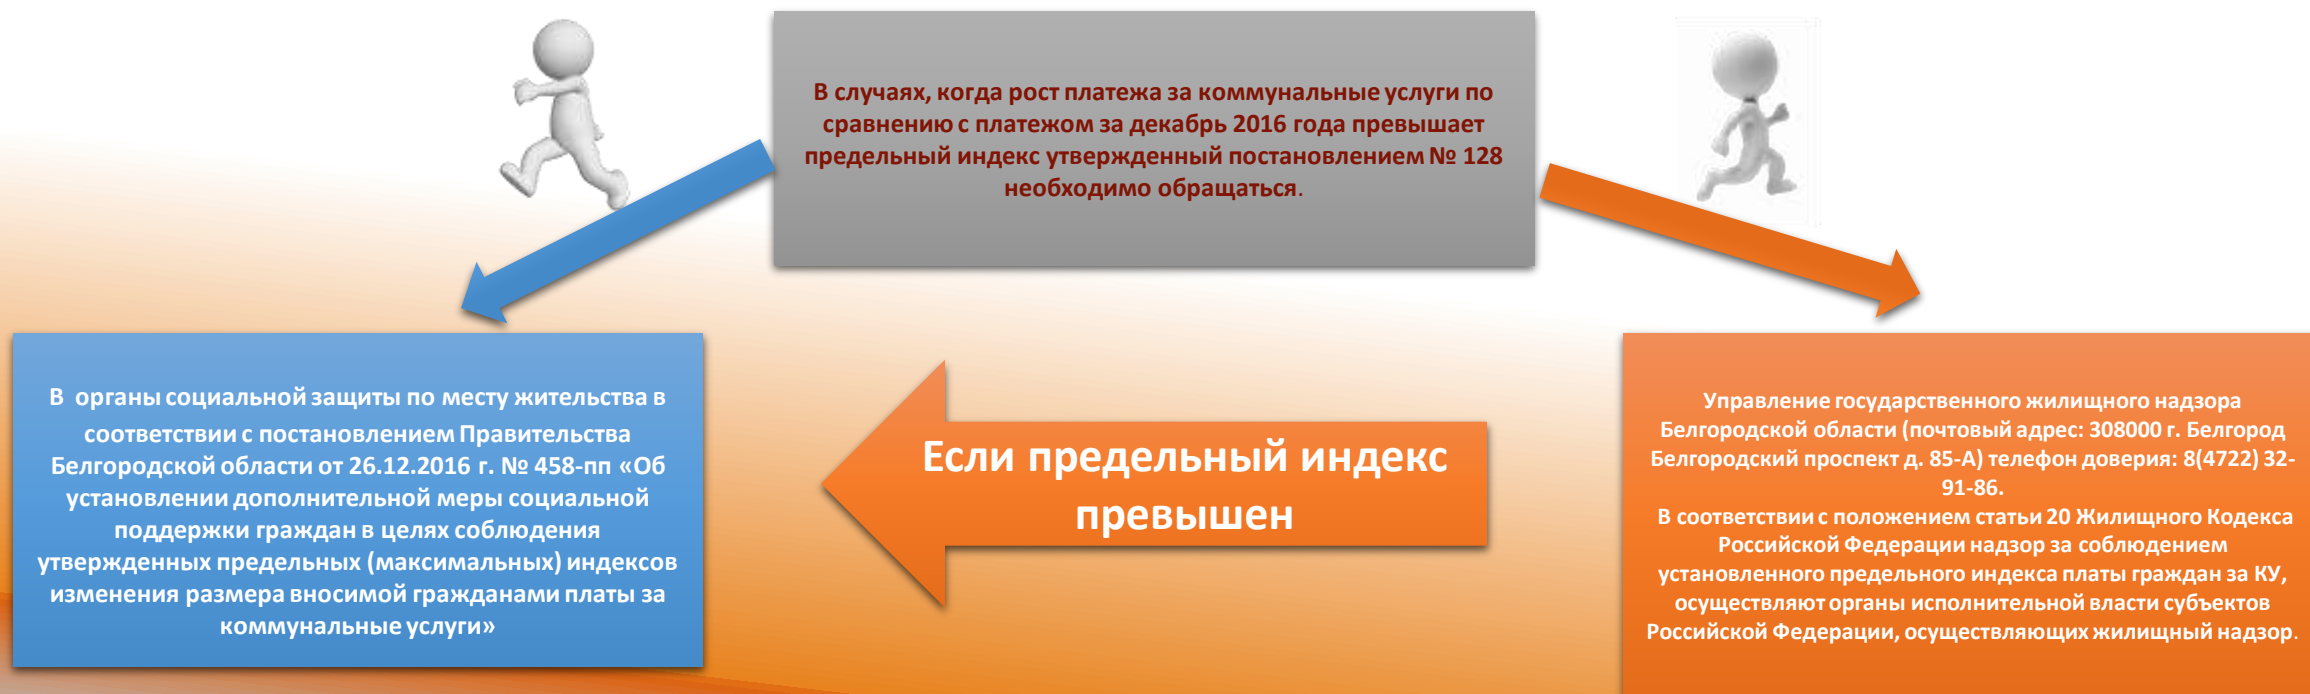 В случаях, когда рост платежа за коммунальные услуги по
сравнению с платежом за декабрь 2016 года превышает
предельный индекс утвержденный постановлением № 128
необходимо обращаться.
В органы социальной защиты по месту жительства в
соответствии с постановлением Правительства
Белгородской области от 26.12.2016 г. № 458-пп «Об
установлении дополнительной меры социальной
поддержки граждан в целях соблюдения
утвержденных предельных (максимальных) индексов
изменения размера вносимой гражданами платы за
коммунальные услуги»
Если предельный индекс
превышен
Управление государственного жилищного надзора
Белгородской области (почтовый адрес: 308000 г. Белгород
Белгородский проспект д. 85-А) телефон доверия: 8(4722) 32-
91-86.
В соответствии с положением статьи 20 Жилищного Кодекса
Российской Федерации надзор за соблюдением
установленного предельного индекса платы граждан за КУ,
осуществляют органы исполнительной власти субъектов
Российской Федерации, осуществляющих жилищный надзор.